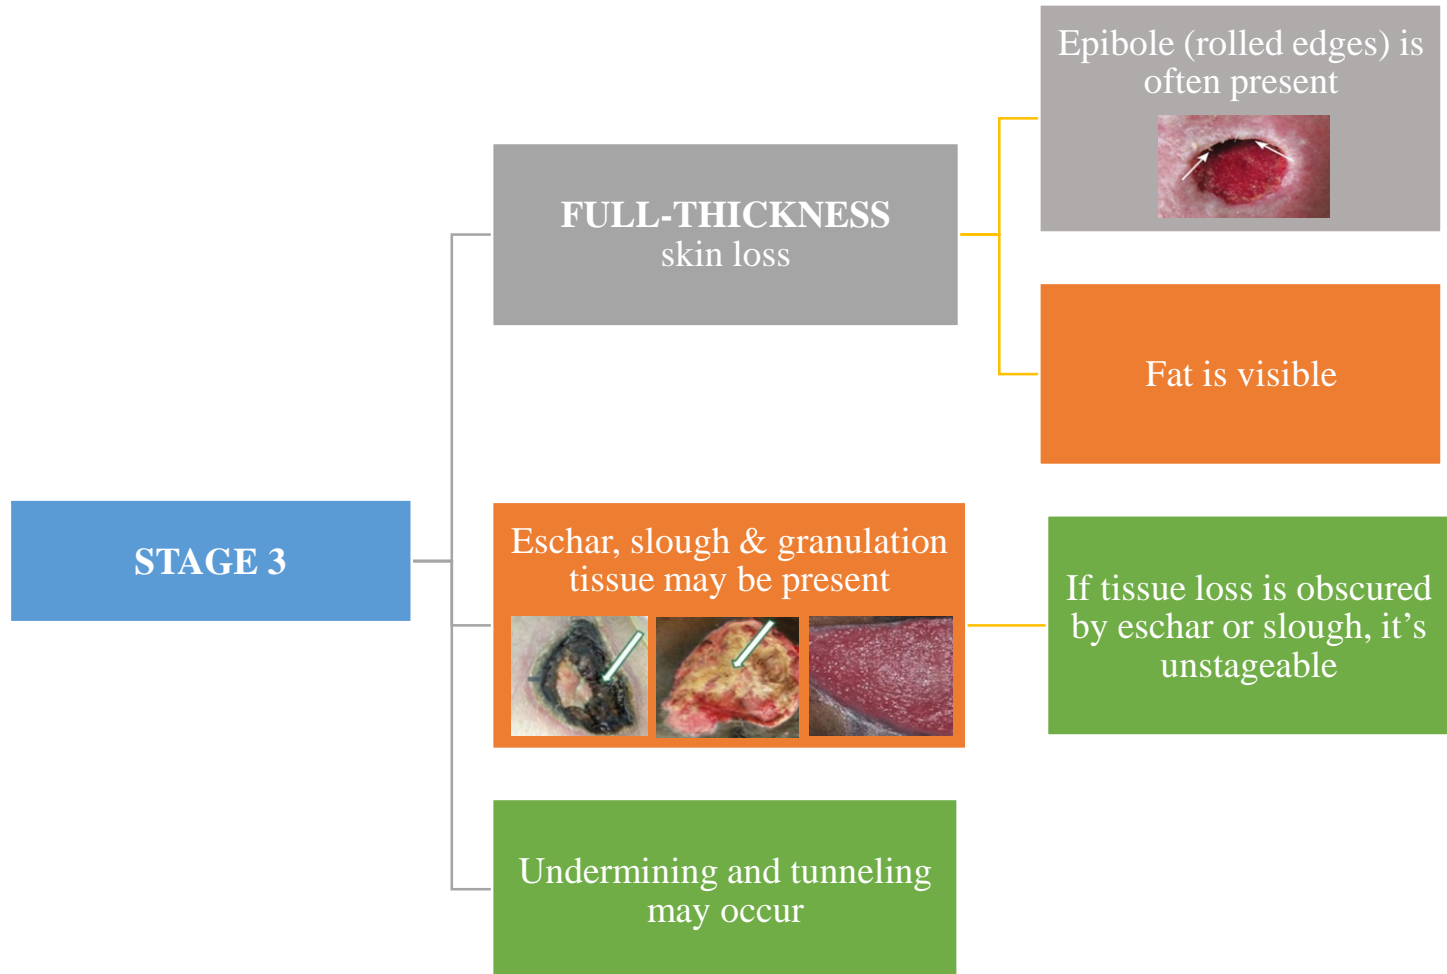 STAGE 3
FULL-THICKNESS
skin loss
Epibole (rolled edges) is
often present
Fat is visible
Eschar, slough & granulation
tissue may be present
If tissue loss is obscured
by eschar or slough, it's
unstageable
Undermining and tunneling
may occur